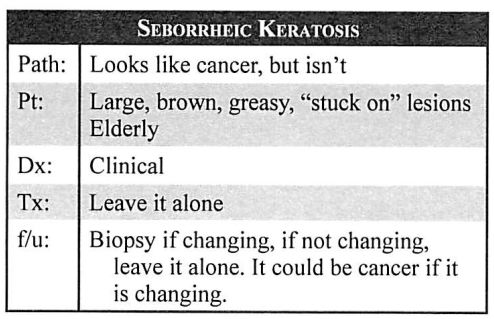 SEBORRHEIC KERATOSIS
Path: Looks like cancer, but isn't
Pt: Large, brown, greasy, “stuck on” lesions
Elderly
Dx: Clinical
Tx: Leave it alone
f/u: Biopsy if changing, if not changing,
leave it alone. It could be cancer if it
is changing.